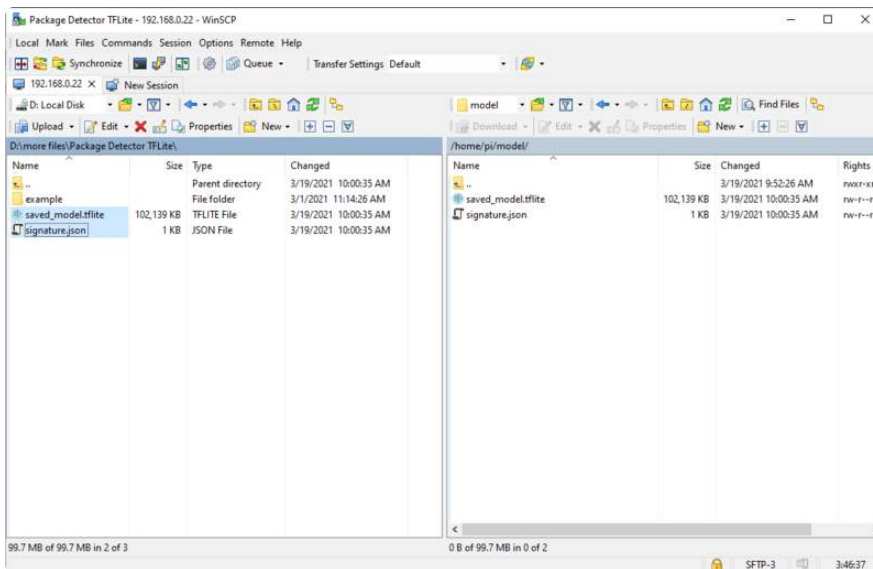 Package Detector TFLite - 192.168.0.22 - WinSCP
Local Mark Files Commands Session Options Remote Help
Synchronize Queue Transfer Settings Default
192.168.0.22 New Session
D: Local Disk model Find Files
Upload Edit Properties New Download Edit Properties New
D:\more files\Package Detector TFLite\ /home/pi/model/
Name Size Type Changed Name Size Changed Rights
.. Parent directory 3/19/2021 10:00:35 AM .. 3/19/2021 9:52:26 AM
example File folder 3/1/2021 11:14:26 AM saved_model.tflite 102,139 KB 3/19/2021 10:00:35 AM
saved_model.tflite 102,139 KB TFLITE File 3/19/2021 10:00:35 AM signature.json 1 KB 3/19/2021 10:00:35 AM
signature.json 1 KB JSON File 3/19/2021 10:00:35 AM
99.7 MB of 99.7 MB in 2 of 3 0 B of 99.7 MB in 0 of 2
SFTP-3 3:46:37